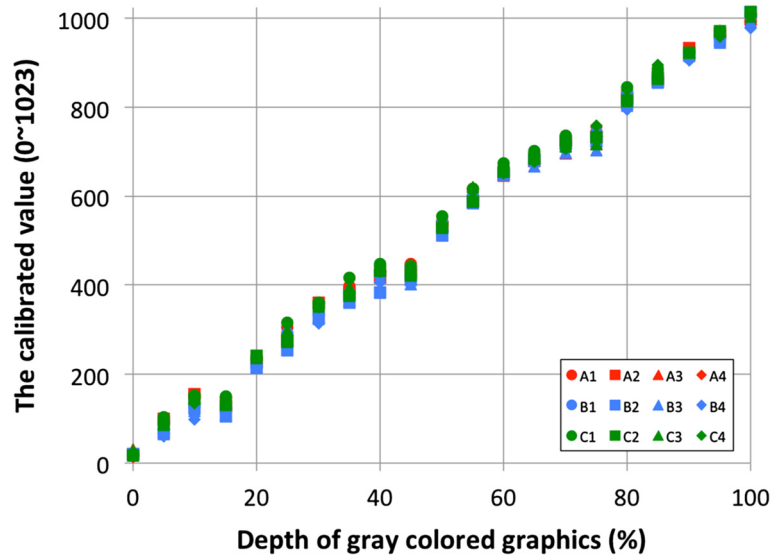 1000
800
600
400
200
0
The calibrated value (0~1023)
0 20 40 60 80 100
Depth of gray colored graphics (%)
A1 A2 A3 A4
B1 B2 B3 B4
C1 C2 C3 C4